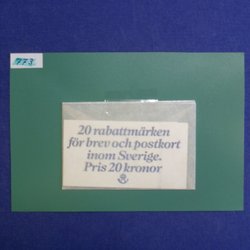 773
20 rabattmärken
för brev och postkort
inom Sverige.
Pris 20 kronor